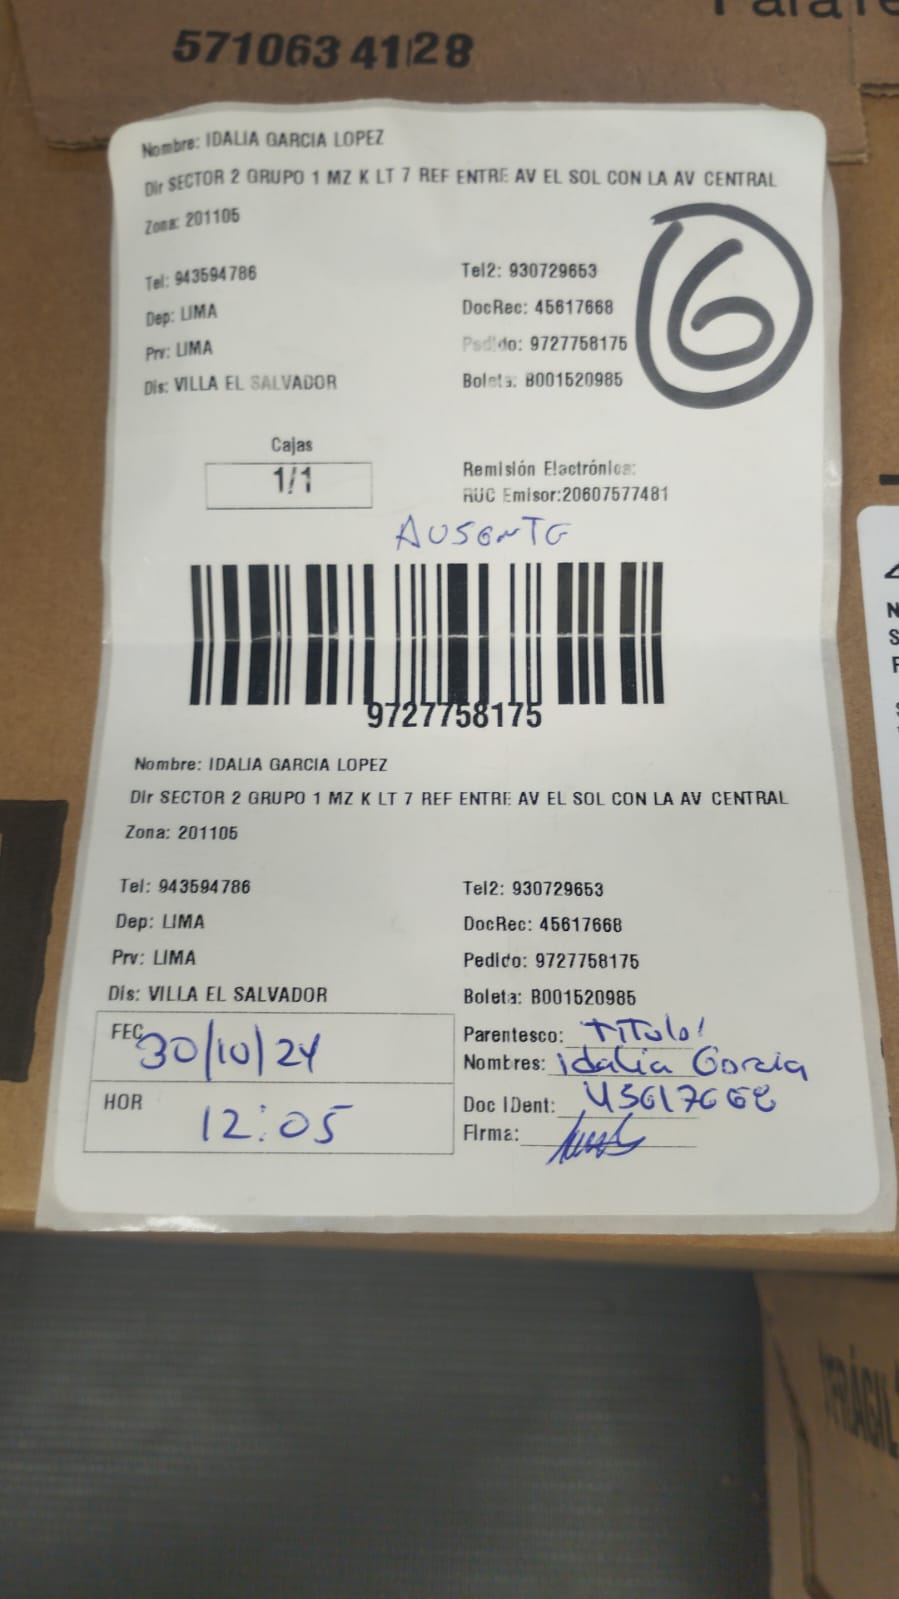 571063 4128
Nombre: IDALIA GARCIA LOPEZ
Dir SECTOR 2 GRUPO 1 MZ K LT 7 REF ENTRE AV EL SOL CON LA AV CENTRAL
Zona: 201105
6
Tel: 943594786 Tel2: 930729653
Dep: LIMA DocRec: 45617668
Prv: LIMA Pedido: 9727758175
Dis: VILLA EL SALVADOR Boleta: B001520985
Cajas
1/1
Remisión Electrónica:
RUC Emisor:20607577481
AUSENTE
9727758175
Nombre: IDALIA GARCIA LOPEZ
Dir SECTOR 2 GRUPO 1 MZ K LT 7 REF ENTRE AV EL SOL CON LA AV CENTRAL
Zona: 201105
Tel: 943594786 Tel2: 930729653
Dep: LIMA DocRec: 45617668
Prv: LIMA Pedido: 9727758175
Dis: VILLA EL SALVADOR Boleta: B001520985
FEC 30/10/24
HOR 12:05
Parentesco: Titular
Nombres: Idalia Garcia
Doc IDent: 45617668
Firma:
FRÁGIL